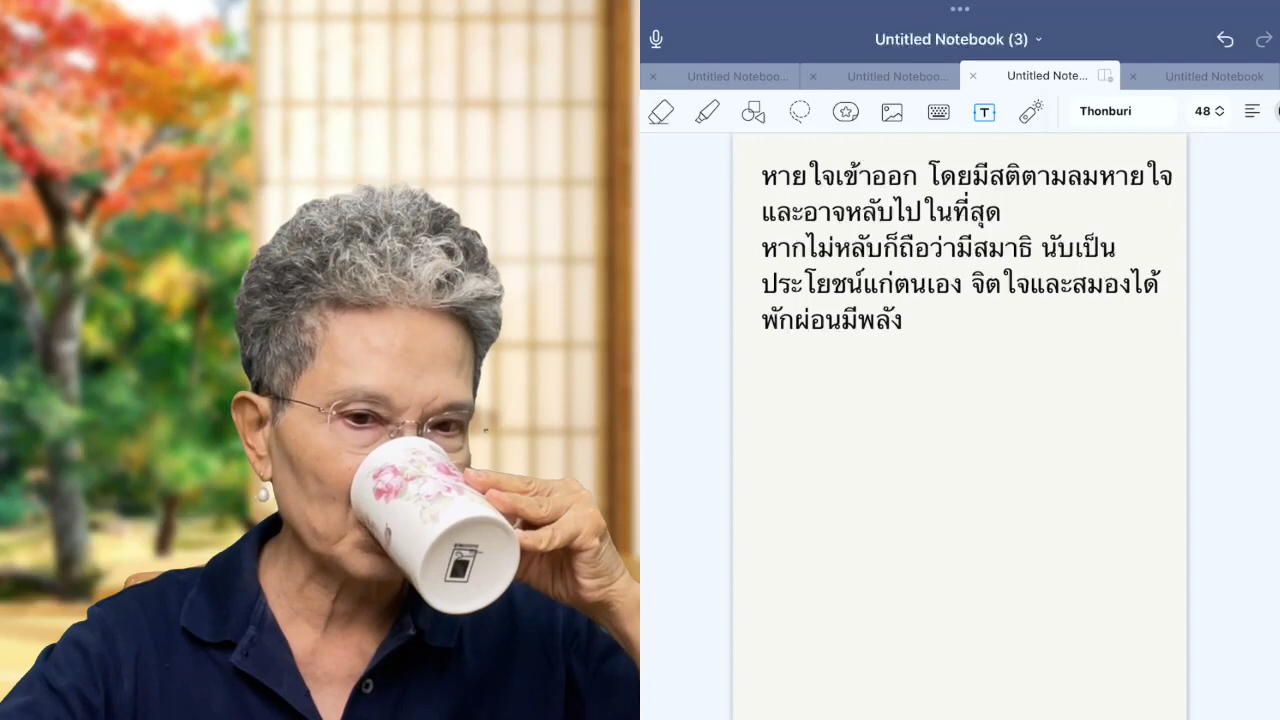 Untitled Notebook (3)
Untitled Noteboo...
Untitled Noteboo...
Untitled Note...
Untitled Notebook
T
Thonburi
48
หายใจเข้าออก โดยมีสติตามลมหายใจ
และอาจหลับไปในที่สุด
หากไม่หลับก็ถือว่ามีสมาธิ นับเป็น
ประโยชน์แก่ตนเอง จิตใจและสมองได้
พักผ่อนมีพลัง